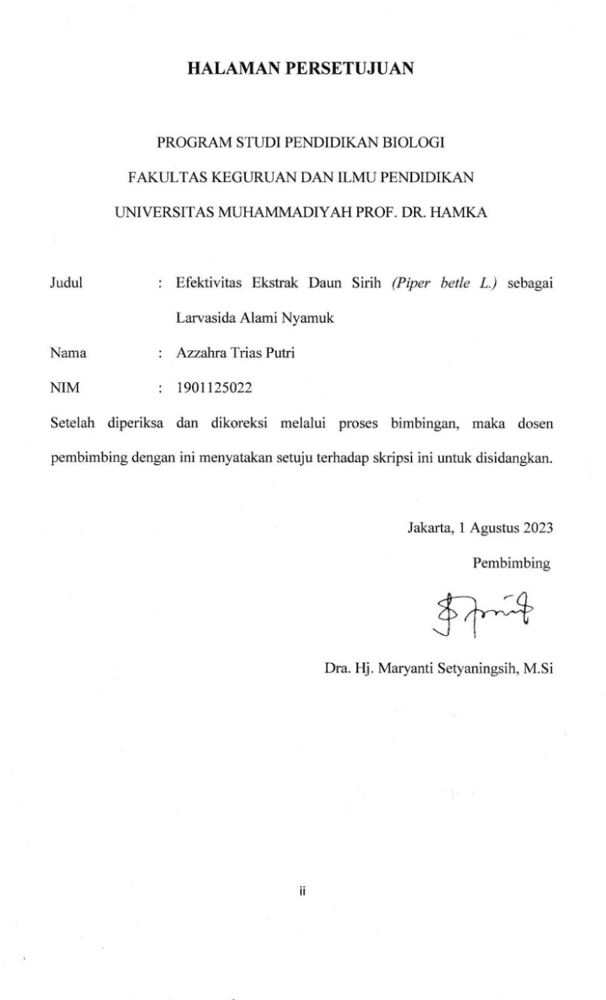 HALAMAN PERSETUJUAN
PROGRAM STUDI PENDIDIKAN BIOLOGI
FAKULTAS KEGURUAN DAN ILMU PENDIDIKAN
UNIVERSITAS MUHAMMADIYAH PROF. DR. HAMKA
Judul : Efektivitas Ekstrak Daun Sirih (Piper betle L.) sebagai
Larvasida Alami Nyamuk
Nama : Azzahra Trias Putri
NIM : 1901125022
Setelah diperiksa dan dikoreksi melalui proses bimbingan, maka dosen
pembimbing dengan ini menyatakan setuju terhadap skripsi ini untuk disidangkan.
Jakarta, 1 Agustus 2023
Pembimbing
Dra. Hj. Maryanti Setyaningsih, M.Si
ii